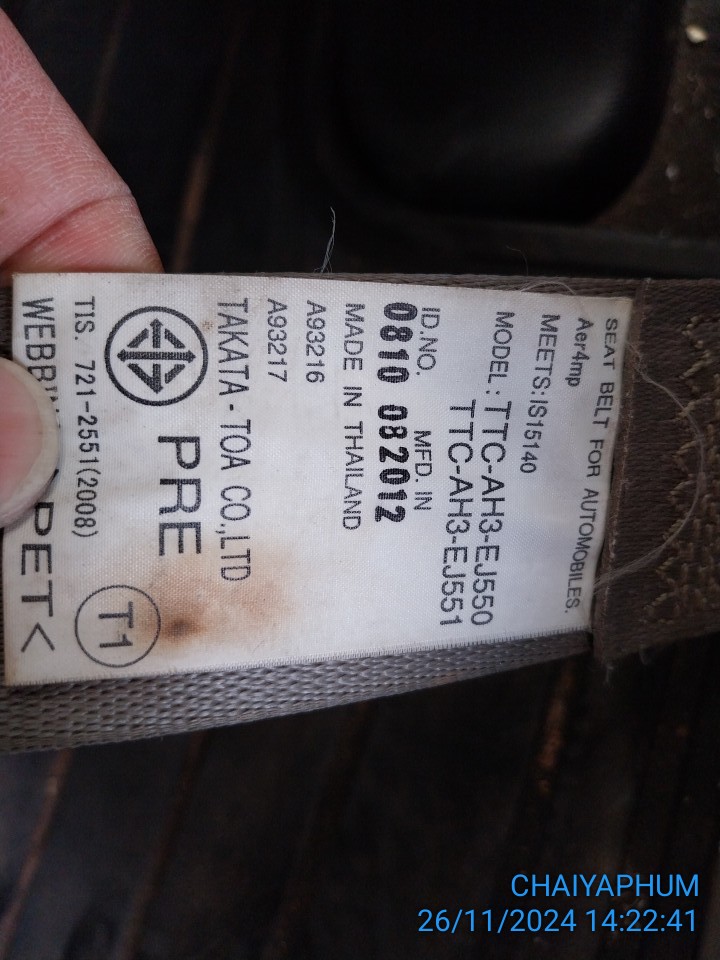 SEAT BELT FOR AUTOMOBILES.
Aer4mp
MEETS:IS15140
MODEL: TTC-AH3-EJ550
TTC-AH3-EJ551
ID.NO. MFD. IN
0810 082012
MADE IN THAILAND
A93216
A93217
TAKATA-TOA CO.,LTD
PRE
TIS. 721-2551(2008)
T1
PET<
CHAIYAPHUM
26/11/2024 14:22:41